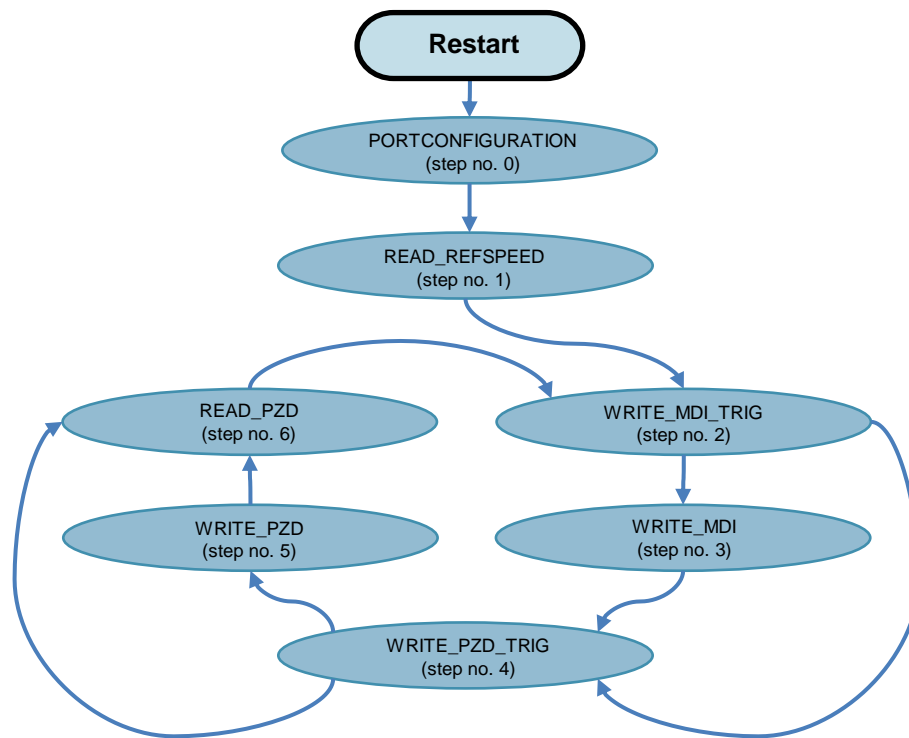 Restart
PORTCONFIGURATION
(step no. 0)
READ_REFSPEED
(step no. 1)
READ_PZD
(step no. 6)
WRITE_MDI_TRIG
(step no. 2)
WRITE_PZD
(step no. 5)
WRITE_MDI
(step no. 3)
WRITE_PZD_TRIG
(step no. 4)